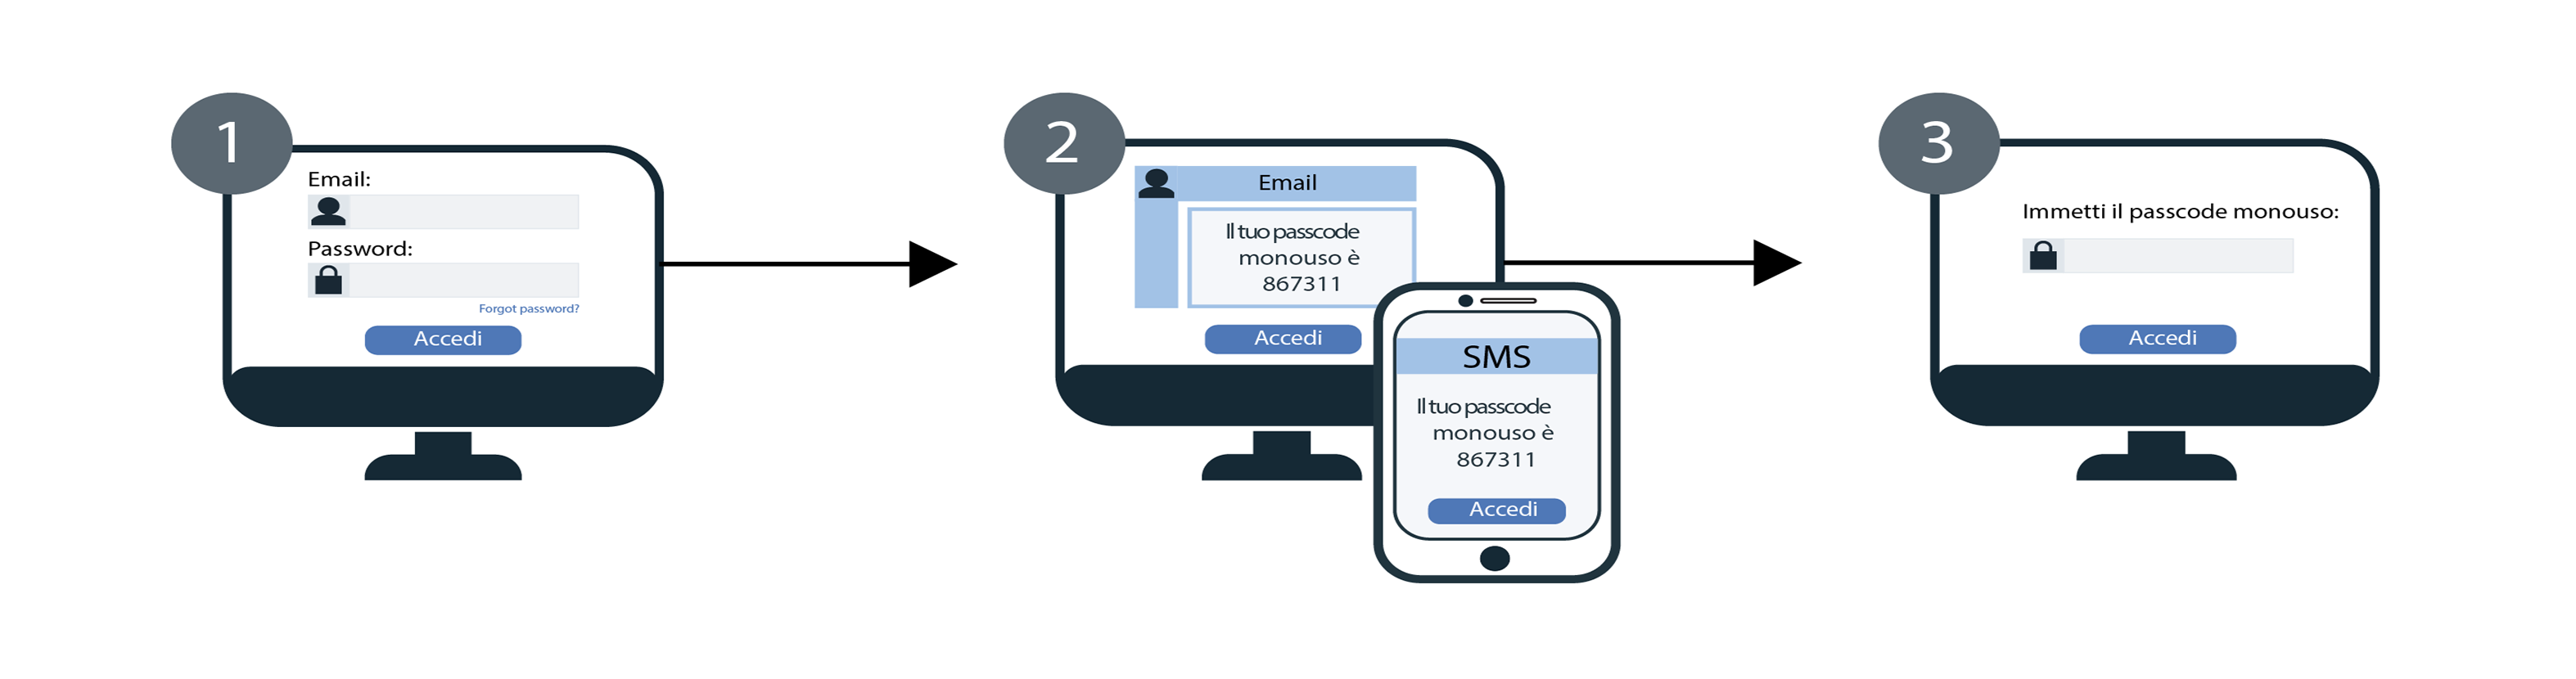 1
Email:
Password:
Forgot password?
Accedi
2
Email
Il tuo passcode
monouso è
867311
Accedi
SMS
Il tuo passcode
monouso è
867311
Accedi
3
Immetti il passcode monouso:
Accedi